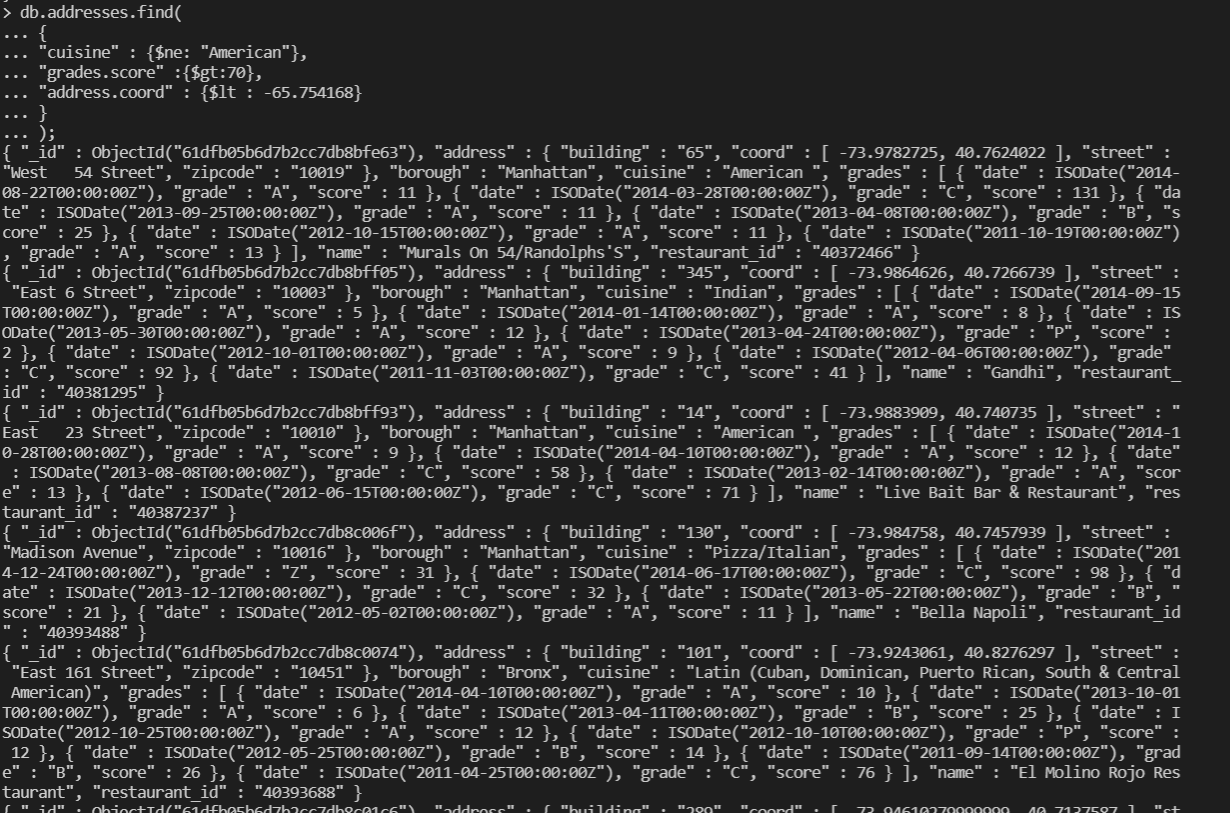 > db.addresses.find(
... {
... "cuisine" : {$ne: "American"},
... "grades.score" :{$gt:70},
... "address.coord" : {$lt : -65.754168}
... }
... );
{ "_id" : ObjectId("61dfb05b6d7b2cc7db8bfe63"), "address" : { "building" : "65", "coord" : [ -73.9782725, 40.7624022 ], "street" :
"West   54 Street", "zipcode" : "10019" }, "borough" : "Manhattan", "cuisine" : "American ", "grades" : [ { "date" : ISODate("2014-
08-22T00:00:00Z"), "grade" : "A", "score" : 11 }, { "date" : ISODate("2014-03-28T00:00:00Z"), "grade" : "C", "score" : 131 }, { "da
te" : ISODate("2013-09-25T00:00:00Z"), "grade" : "A", "score" : 11 }, { "date" : ISODate("2013-04-08T00:00:00Z"), "grade" : "B", "s
core" : 25 }, { "date" : ISODate("2012-10-15T00:00:00Z"), "grade" : "A", "score" : 11 }, { "date" : ISODate("2011-10-19T00:00:00Z")
, "grade" : "A", "score" : 13 } ], "name" : "Murals On 54/Randolphs'S", "restaurant_id" : "40372466" }
{ "_id" : ObjectId("61dfb05b6d7b2cc7db8bff05"), "address" : { "building" : "345", "coord" : [ -73.9864626, 40.7266739 ], "street" :
 "East 6 Street", "zipcode" : "10003" }, "borough" : "Manhattan", "cuisine" : "Indian", "grades" : [ { "date" : ISODate("2014-09-15
T00:00:00Z"), "grade" : "A", "score" : 5 }, { "date" : ISODate("2014-01-14T00:00:00Z"), "grade" : "A", "score" : 8 }, { "date" : IS
ODate("2013-05-30T00:00:00Z"), "grade" : "A", "score" : 12 }, { "date" : ISODate("2013-04-24T00:00:00Z"), "grade" : "P", "score" :
2 }, { "date" : ISODate("2012-10-01T00:00:00Z"), "grade" : "A", "score" : 9 }, { "date" : ISODate("2012-04-06T00:00:00Z"), "grade"
: "C", "score" : 92 }, { "date" : ISODate("2011-11-03T00:00:00Z"), "grade" : "C", "score" : 41 } ], "name" : "Gandhi", "restaurant_
id" : "40381295" }
{ "_id" : ObjectId("61dfb05b6d7b2cc7db8bff93"), "address" : { "building" : "14", "coord" : [ -73.9883909, 40.740735 ], "street" : "
East   23 Street", "zipcode" : "10010" }, "borough" : "Manhattan", "cuisine" : "American ", "grades" : [ { "date" : ISODate("2014-1
0-28T00:00:00Z"), "grade" : "A", "score" : 9 }, { "date" : ISODate("2014-04-10T00:00:00Z"), "grade" : "A", "score" : 12 }, { "date"
 : ISODate("2013-08-08T00:00:00Z"), "grade" : "C", "score" : 58 }, { "date" : ISODate("2013-02-14T00:00:00Z"), "grade" : "A", "scor
e" : 13 }, { "date" : ISODate("2012-06-15T00:00:00Z"), "grade" : "C", "score" : 71 } ], "name" : "Live Bait Bar & Restaurant", "res
taurant_id" : "40387237" }
{ "_id" : ObjectId("61dfb05b6d7b2cc7db8c006f"), "address" : { "building" : "130", "coord" : [ -73.984758, 40.7457939 ], "street" :
"Madison Avenue", "zipcode" : "10016" }, "borough" : "Manhattan", "cuisine" : "Pizza/Italian", "grades" : [ { "date" : ISODate("201
4-12-24T00:00:00Z"), "grade" : "Z", "score" : 31 }, { "date" : ISODate("2014-06-17T00:00:00Z"), "grade" : "C", "score" : 98 }, { "d
ate" : ISODate("2013-12-12T00:00:00Z"), "grade" : "C", "score" : 32 }, { "date" : ISODate("2013-05-22T00:00:00Z"), "grade" : "B", "
score" : 21 }, { "date" : ISODate("2012-05-02T00:00:00Z"), "grade" : "A", "score" : 11 } ], "name" : "Bella Napoli", "restaurant_id
" : "40393488" }
{ "_id" : ObjectId("61dfb05b6d7b2cc7db8c0074"), "address" : { "building" : "101", "coord" : [ -73.9243061, 40.8276297 ], "street" :
 "East 161 Street", "zipcode" : "10451" }, "borough" : "Bronx", "cuisine" : "Latin (Cuban, Dominican, Puerto Rican, South & Central
 American)", "grades" : [ { "date" : ISODate("2014-04-10T00:00:00Z"), "grade" : "A", "score" : 10 }, { "date" : ISODate("2013-10-01
T00:00:00Z"), "grade" : "A", "score" : 6 }, { "date" : ISODate("2013-04-11T00:00:00Z"), "grade" : "B", "score" : 25 }, { "date" : I
SODate("2012-10-25T00:00:00Z"), "grade" : "A", "score" : 12 }, { "date" : ISODate("2012-10-10T00:00:00Z"), "grade" : "P", "score" :
 12 }, { "date" : ISODate("2012-05-25T00:00:00Z"), "grade" : "B", "score" : 14 }, { "date" : ISODate("2011-09-14T00:00:00Z"), "grad
e" : "B", "score" : 26 }, { "date" : ISODate("2011-04-25T00:00:00Z"), "grade" : "C", "score" : 76 } ], "name" : "El Molino Rojo Res
taurant", "restaurant_id" : "40393688" }
{ "_id" : ObjectId("61dfb05b6d7b2cc7db8c01c6"), "address" : { "building" : "289", "coord" : [ -73.94610279999999, 40.7137587 ], "st